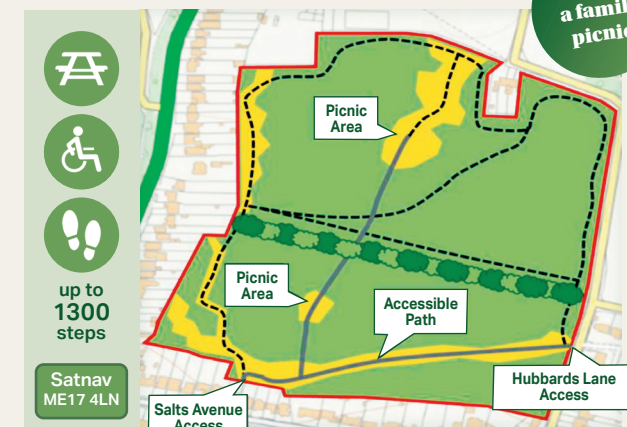 a
picnic
Picnic
Area
Picnic
Area
Accessible
Path
Hubbards Lane
Access
Salts Avenue
Access
up to
1300
steps
Satnav
ME17 4LN